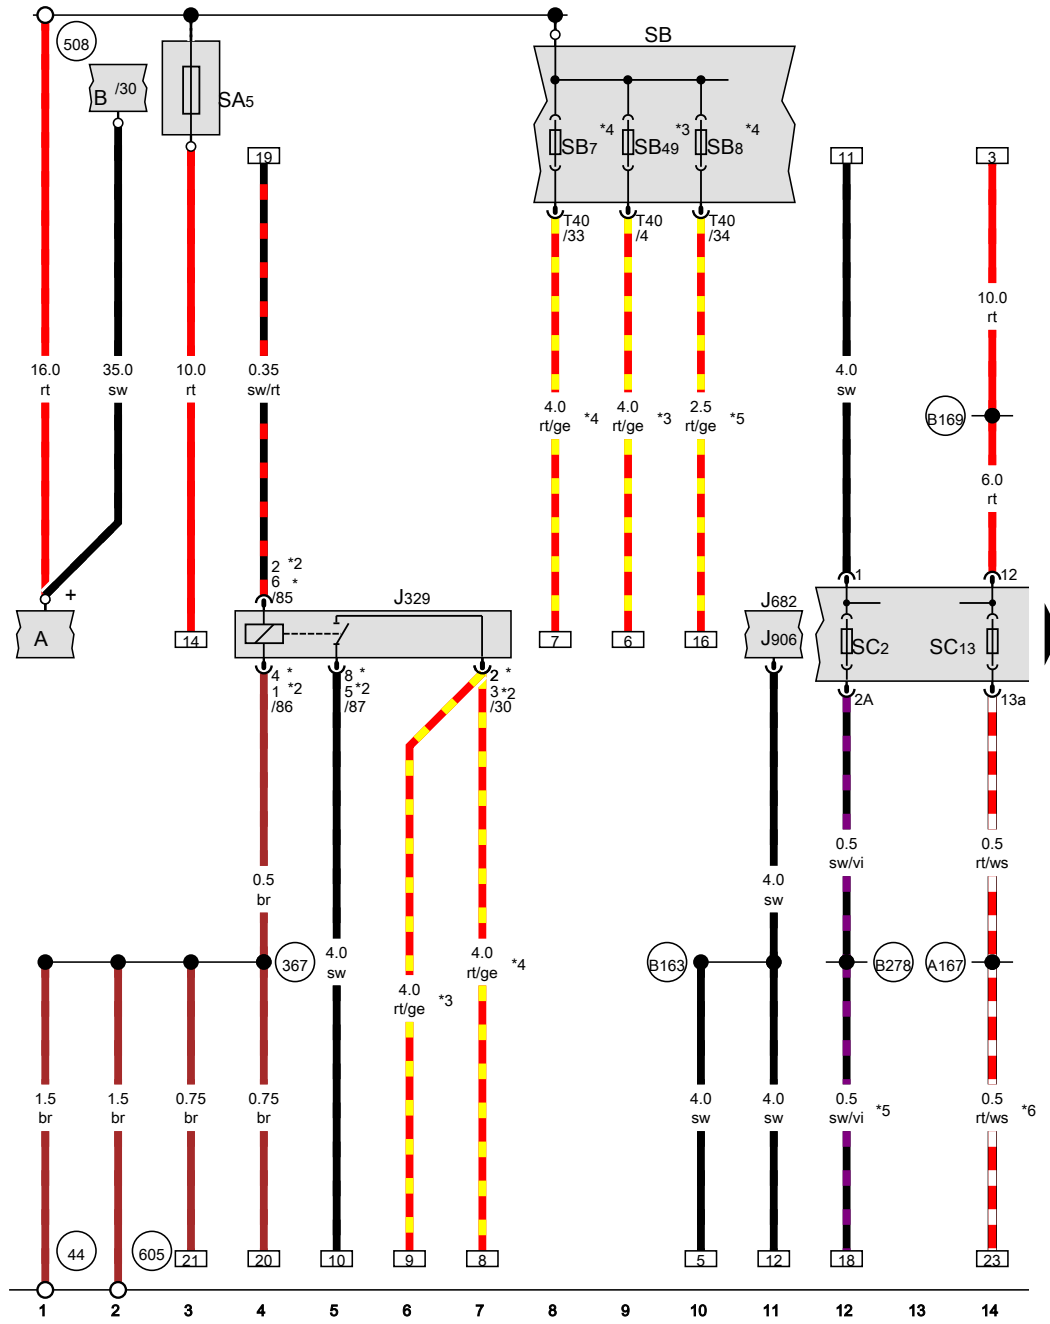 508
SB
B /30
SA5
*4 *3 *4
SB7 SB49 SB8
19 11 3
T40 T40 T40
/33 /4 /34
10.0
rt
16.0 35.0 10.0 0.35 4.0
rt sw rt sw/rt sw
4.0 4.0 2.5
rt/ge *4 rt/ge *3 rt/ge *5
B169
6.0
rt
2 *2
6 *
/85
1 12
+
J329 J682
A 14 7 6 16 J906 SC2 SC13
4 * 8 * 2 *
1 *2 5 *2 3 *2
/86 /87 /30
2A 13a
0.5 0.5
sw/vi rt/ws
0.5 4.0
br sw
367 4.0 4.0 B163 B278 A167
sw rt/ge *4
4.0
rt/ge *3
1.5 1.5 0.75 0.75 4.0 4.0 0.5 0.5
br br br br sw sw sw/vi *5 rt/ws *6
44 605 21 20 10 9 8 5 12 18 23
1 2 3 4 5 6 7 8 9 10 11 12 13 14